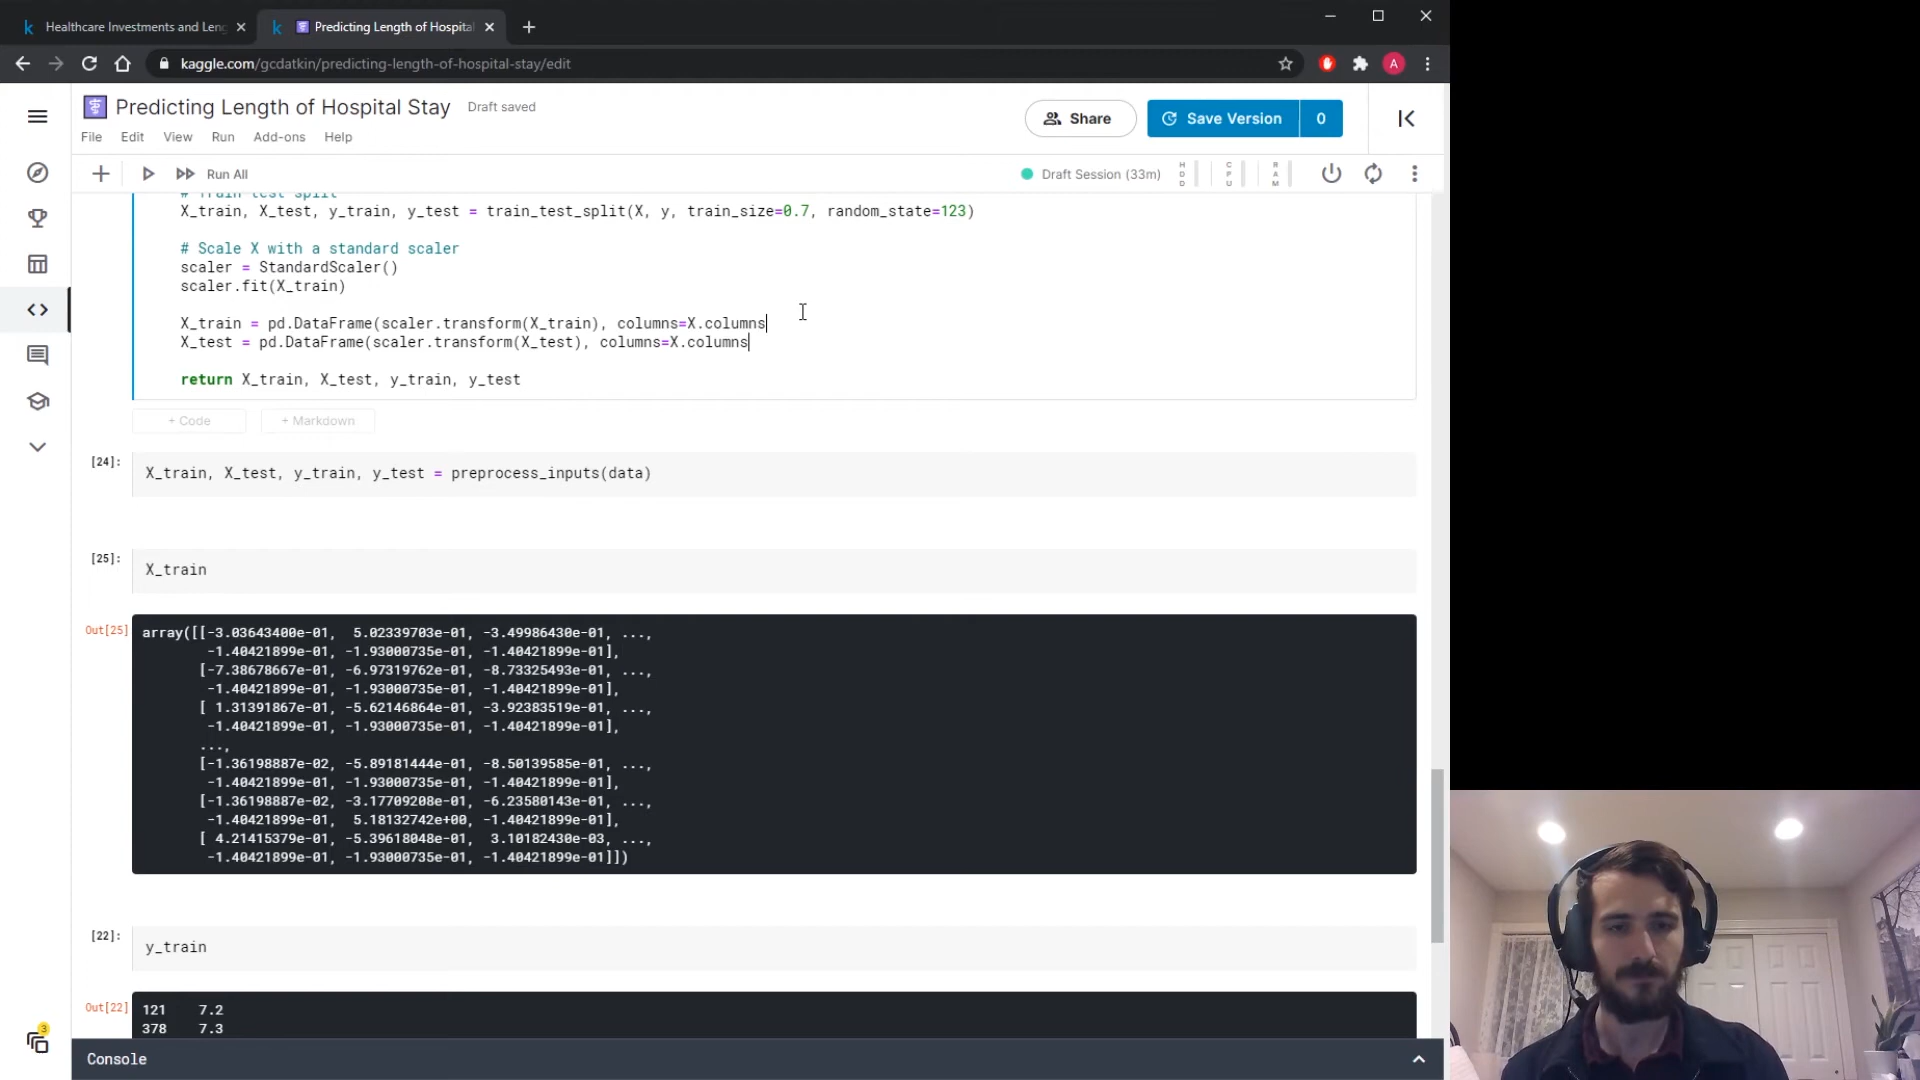 Healthcare Investments and Leng
Predicting Length of Hospital
kaggle.com/gcdatkin/predicting-length-of-hospital-stay/edit
A
Predicting Length of Hospital Stay
Draft saved
Share
Save Version
0
File
Edit
View
Run
Add-ons
Help
Run All
Draft Session (33m)
HDD
CPU
RAM
# Train-test split
X_train, X_test, y_train, y_test = train_test_split(X, y, train_size=0.7, random_state=123)
# Scale X with a standard scaler
scaler = StandardScaler()
scaler.fit(X_train)
X_train = pd.DataFrame(scaler.transform(X_train), columns=X.columns
X_test = pd.DataFrame(scaler.transform(X_test), columns=X.columns
return X_train, X_test, y_train, y_test
+ Code
+ Markdown
[24]:
X_train, X_test, y_train, y_test = preprocess_inputs(data)
[25]:
X_train
Out[25]
array([[-3.03643400e-01, 5.02339703e-01, -3.49986430e-01, ...,
-1.40421899e-01, -1.93000735e-01, -1.40421899e-01],
[-7.38678667e-01, -6.97319762e-01, -8.73325493e-01, ...,
-1.40421899e-01, -1.93000735e-01, -1.40421899e-01],
[ 1.31391867e-01, -5.62146864e-01, -3.92383519e-01, ...,
-1.40421899e-01, -1.93000735e-01, -1.40421899e-01],
...,
[-1.36198887e-02, -5.89181444e-01, -8.50139585e-01, ...,
-1.40421899e-01, -1.93000735e-01, -1.40421899e-01],
[-1.36198887e-02, -3.17709208e-01, -6.23580143e-01, ...,
-1.40421899e-01, 5.18132742e+00, -1.40421899e-01],
[ 4.21415379e-01, -5.39618048e-01, 3.10182430e-03, ...,
-1.40421899e-01, -1.93000735e-01, -1.40421899e-01]])
[22]:
y_train
Out[22]
121 7.2
378 7.3
3
Console